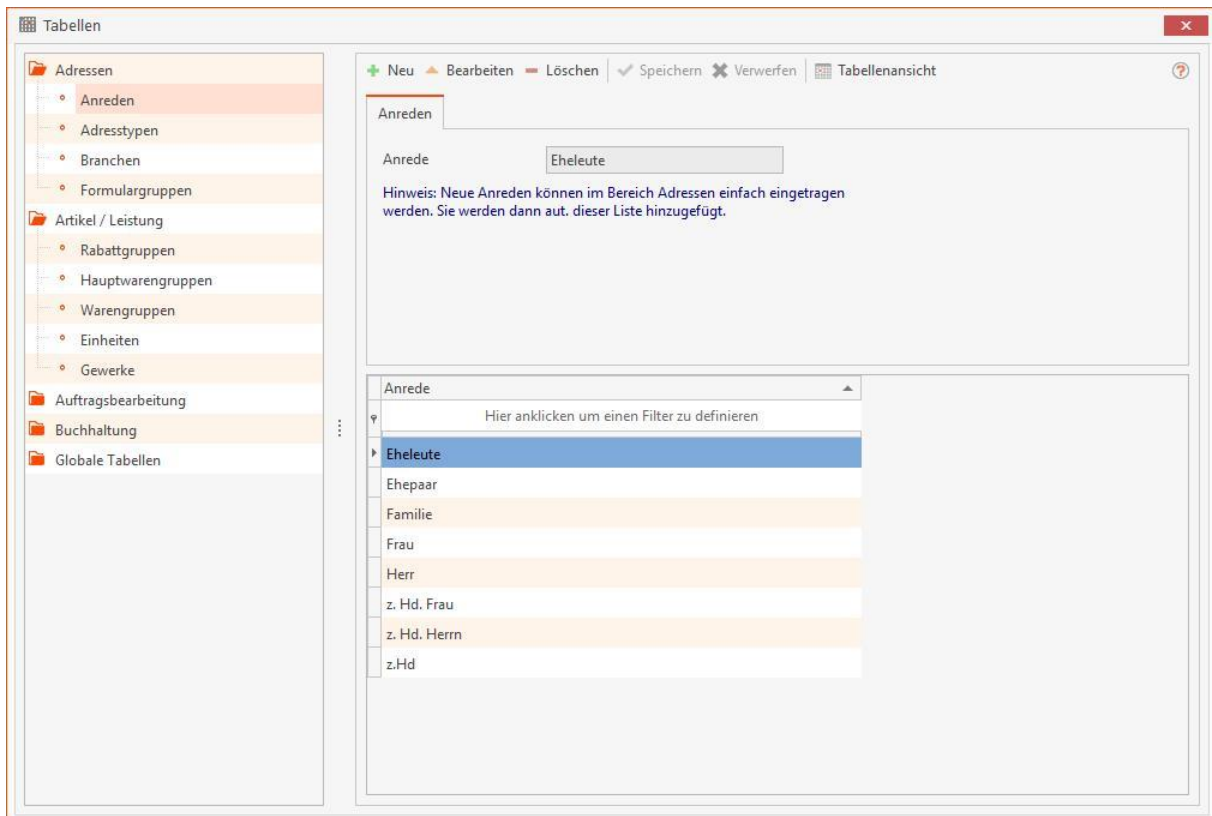 Tabellen
Adressen
Anreden
Adresstypen
Branchen
Formulargruppen
Artikel / Leistung
Rabattgruppen
Hauptwarengruppen
Warengruppen
Einheiten
Gewerke
Auftragsbearbeitung
Buchhaltung
Globale Tabellen
Neu Bearbeiten Löschen Speichern Verwerfen Tabellenansicht
Anreden
Anrede Eheleute
Hinweis: Neue Anreden können im Bereich Adressen einfach eingetragen
werden. Sie werden dann aut. dieser Liste hinzugefügt.
Anrede
Hier anklicken um einen Filter zu definieren
Eheleute
Ehepaar
Familie
Frau
Herr
z. Hd. Frau
z. Hd. Herrn
z.Hd